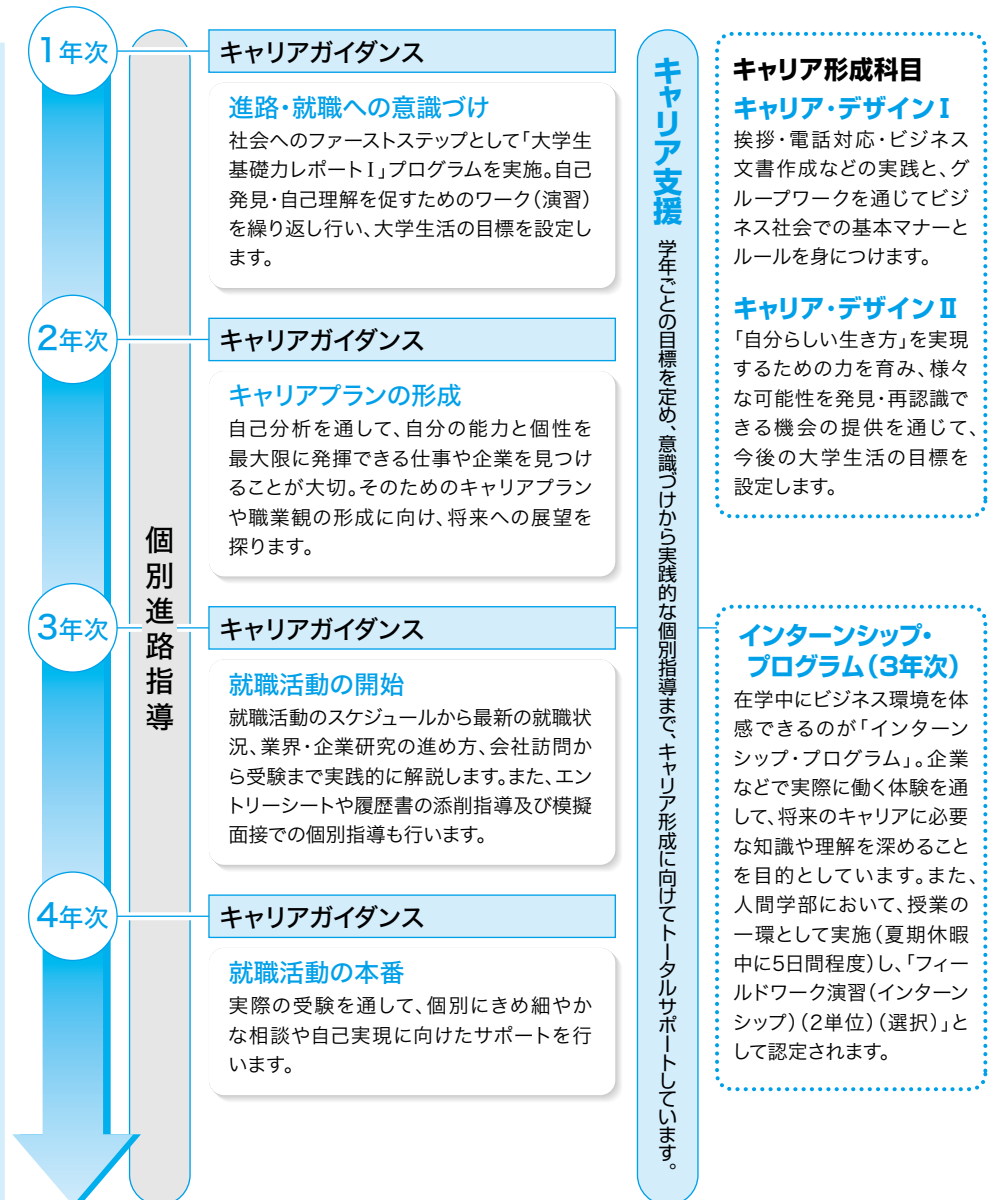 1年次
キャリアガイダンス
進路・就職への意識づけ
社会へのファーストステップとして「大学生
基礎力レポートⅠ」プログラムを実施。自己
発見・自己理解を促すためのワーク(演習)
を繰り返し行い、大学生活の目標を設定し
ます。
2年次
キャリアガイダンス
キャリアプランの形成
自己分析を通して、自分の能力と個性を
最大限に発揮できる仕事や企業を見つけ
ることが大切。そのためのキャリアプラン
や職業観の形成に向け、将来への展望を
探ります。
3年次
キャリアガイダンス
就職活動の開始
就職活動のスケジュールから最新の就職状
況、業界・企業研究の進め方、会社訪問か
ら受験まで実践的に解説します。また、エン
トリーシートや履歴書の添削指導及び模擬
面接での個別指導も行います。
4年次
キャリアガイダンス
就職活動の本番
実際の受験を通して、個別にきめ細やか
な相談や自己実現に向けたサポートを行
います。
個別進路指導
キャリア支援 学年ごとの目標を定め、意識づけから実践的な個別指導まで、キャリア形成に向けてトータルサポートしています。
キャリア形成科目
キャリア・デザインⅠ
挨拶・電話対応・ビジネス
文書作成などの実践と、グ
ループワークを通じてビジ
ネス社会での基本マナーと
ルールを身につけます。
キャリア・デザインⅡ
「自分らしい生き方」を実現
するための力を育み、様々
な可能性を発見・再認識で
きる機会の提供を通じて、
今後の大学生活の目標を
設定します。
インターンシップ・
プログラム(3年次)
在学中にビジネス環境を体
感できるのが「インターン
シップ・プログラム」。企業
などで実際に働く体験を通
して、将来のキャリアに必要
な知識や理解を深めること
を目的としています。また、
人間学部において、授業の
一環として実施(夏期休暇
中に5日間程度)し、「フィー
ルドワーク演習(インターン
シップ)(2単位)(選択)」と
して認定されます。